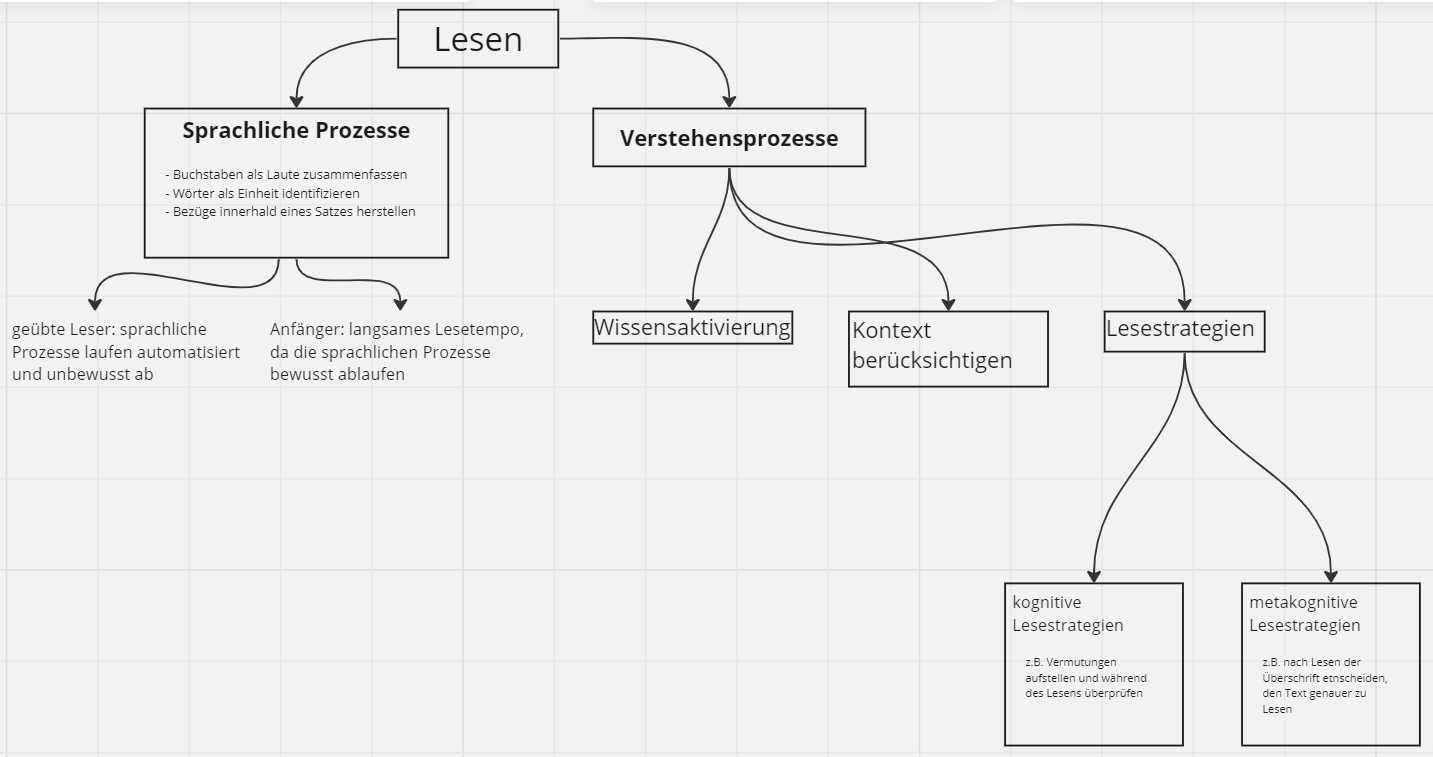 Lesen
Sprachliche Prozesse
- Buchstaben als Laute zusammenfassen
- Wörter als Einheit identifizieren
- Bezüge innerhald eines Satzes herstellen
geübte Leser: sprachliche
Prozesse laufen automatisiert
und unbewusst ab
Anfänger: langsames Lesetempo,
da die sprachlichen Prozesse
bewusst ablaufen
Verstehensprozesse
Wissensaktivierung
Kontext
berücksichtigen
Lesestrategien
kognitive
Lesestrategien
z.B. Vermutungen
aufstellen und während
des Lesens überprüfen
metakognitive
Lesestrategien
z.B. nach Lesen der
Überschrift etnscheiden,
den Text genauer zu
Lesen